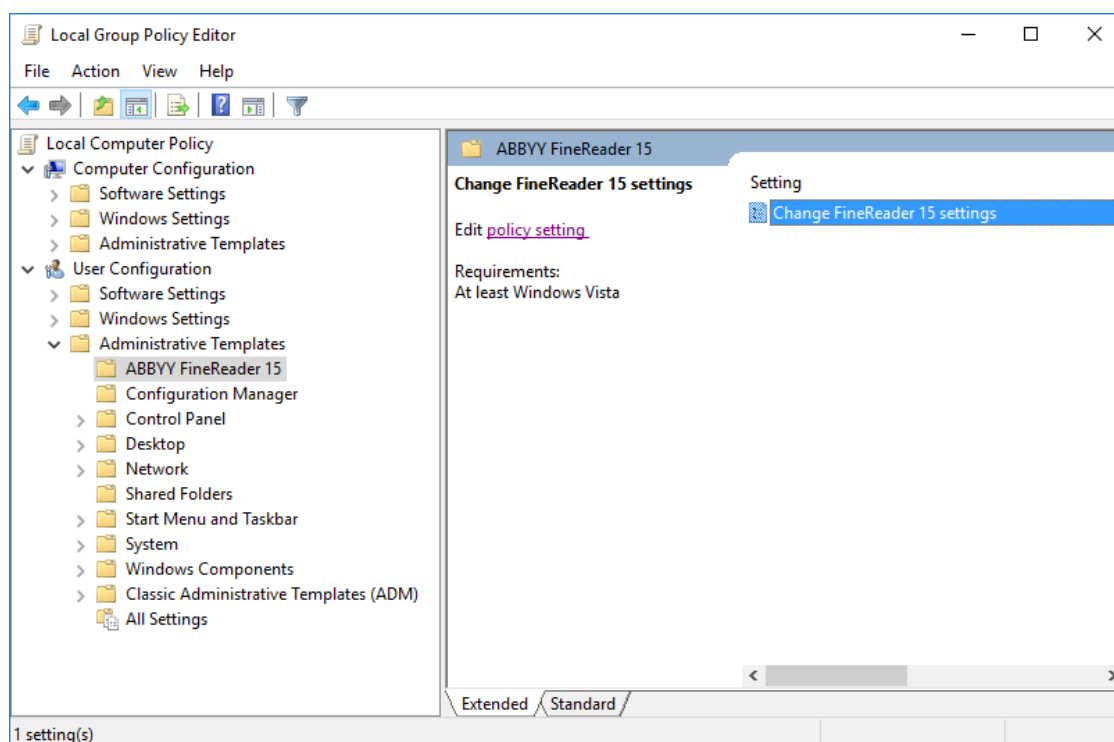 Local Group Policy Editor
File Action View Help
Local Computer Policy
Computer Configuration
Software Settings
Windows Settings
Administrative Templates
User Configuration
Software Settings
Windows Settings
Administrative Templates
ABBYY FineReader 15
Configuration Manager
Control Panel
Desktop
Network
Shared Folders
Start Menu and Taskbar
System
Windows Components
Classic Administrative Templates (ADM)
All Settings
ABBYY FineReader 15
Change FineReader 15 settings
Edit policy setting
Requirements:
At least Windows Vista
Setting
Change FineReader 15 settings
Extended Standard
1 setting(s)